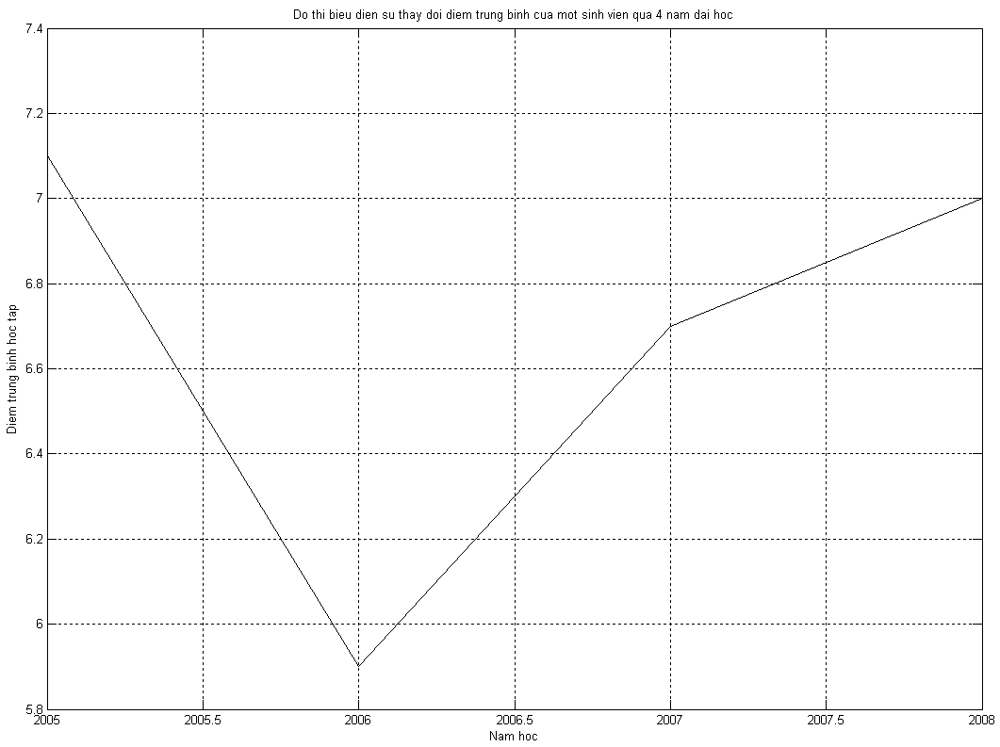 Do thi bieu dien su thay doi diem trung binh cua mot sinh vien qua 4 nam dai hoc
7.4
7.2
7
6.8
6.6
6.4
6.2
6
5.8
Diem trung binh hoc tap
2005 2005.5 2006 2006.5 2007 2007.5 2008
Nam hoc